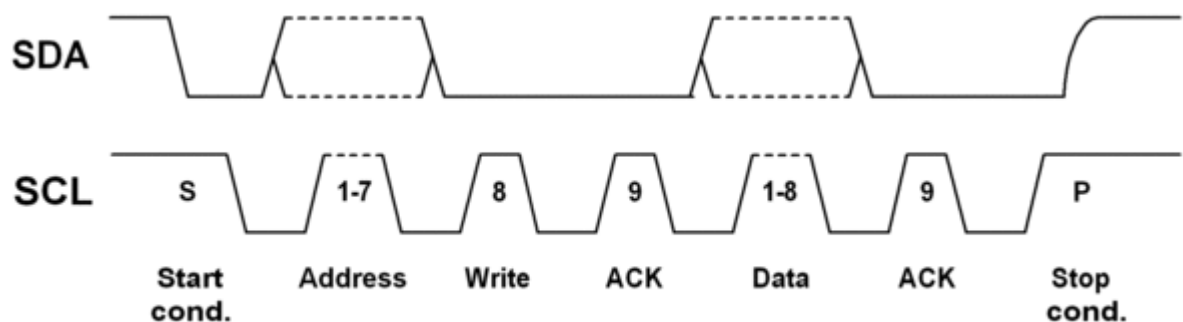 SDA
SCL
S 1-7 8 9 1-8 9 P
Start Address Write ACK Data ACK Stop
cond. cond.